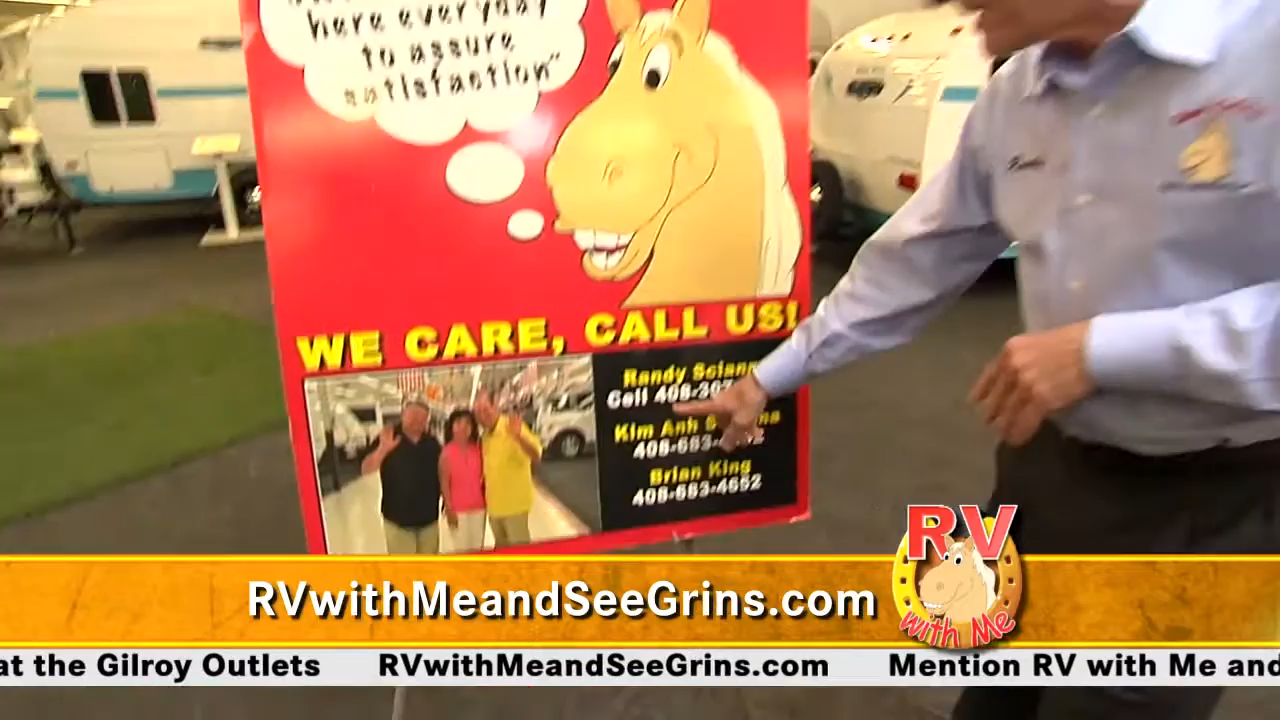 here everyday
to assure
satisfaction"
WE CARE, CALL US!
Randy
Cell 408-
Kim Anh
408-683-
Brian King
408-683-4652
RV
with Me
RVwithMeandSeeGrins.com
at the Gilroy Outlets RVwithMeandSeeGrins.com Mention RV with Me and